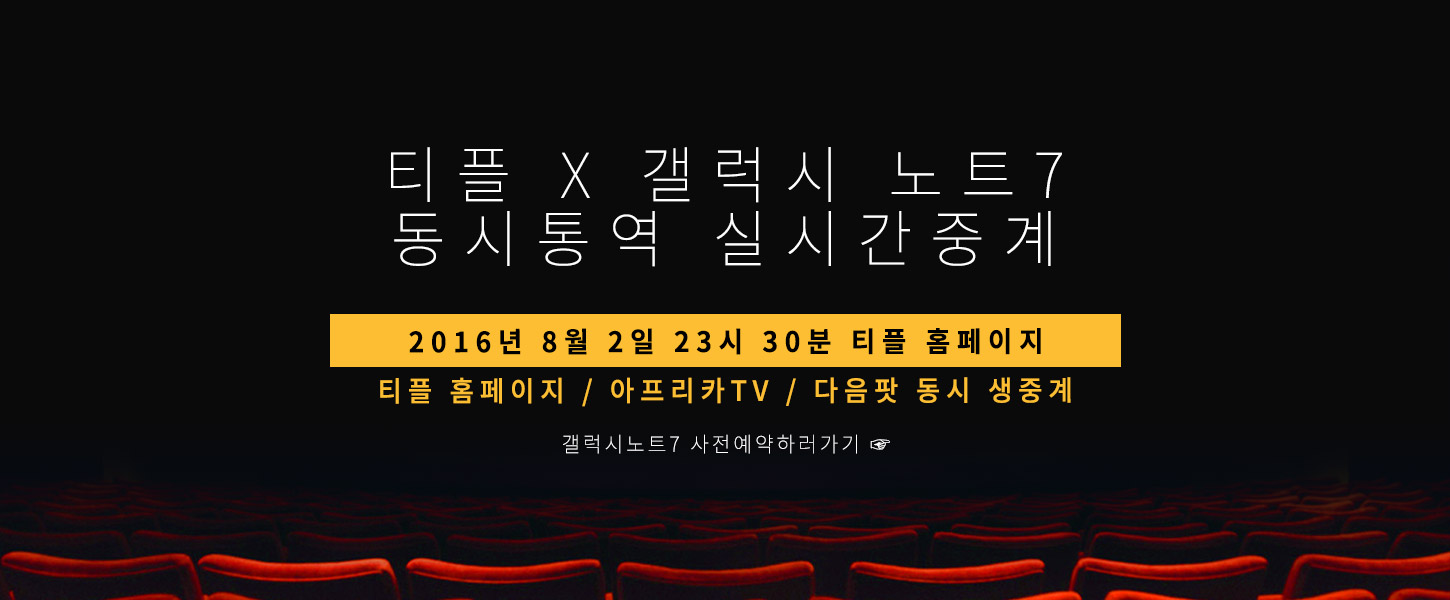 티플 X 갤럭시 노트7
동시통역 실시간중계
2016년 8월 2일 23시 30분 티플 홈페이지
티플 홈페이지 / 아프리카TV / 다음팟 동시 생중계
갤럭시노트7 사전예약하러가기 ☞